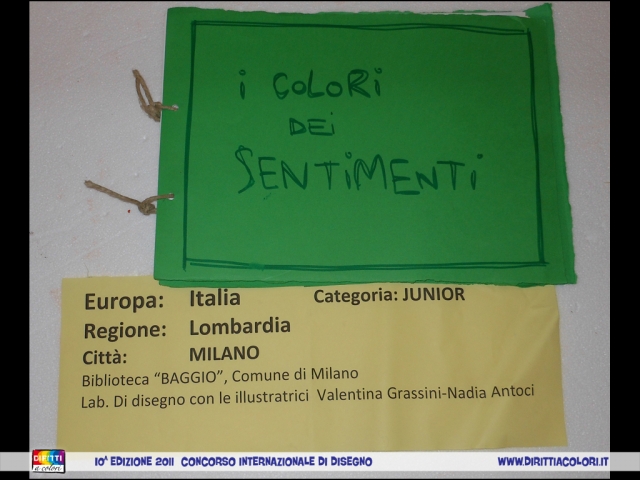 i COLORi
DEi
SENTiMENTi
Europa: Italia Categoria: JUNIOR
Regione: Lombardia
Città: MILANO
Biblioteca “BAGGIO”, Comune di Milano
Lab. Di disegno con le illustratrici Valentina Grassini-Nadia Antoci
DIRITTI
a colori
10ª EDIZIONE 2011 CONCORSO INTERNAZIONALE DI DISEGNO
WWW.DIRITTIACOLORI.IT